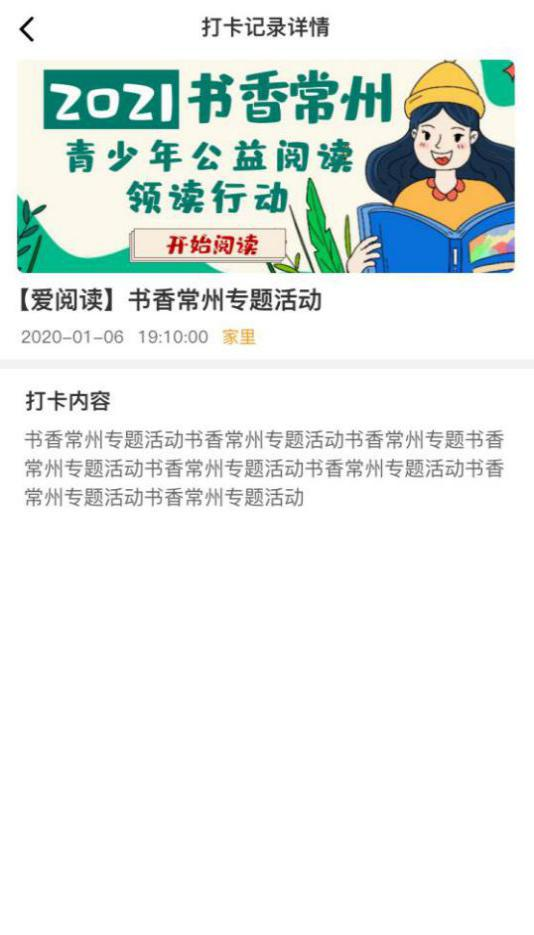 打卡记录详情
2021书香常州
青少年公益阅读
领读行动
开始阅读
【爱阅读】书香常州专题活动
2020-01-06 19:10:00 家里
打卡内容
书香常州专题活动书香常州专题活动书香常州专题书香
常州专题活动书香常州专题活动书香常州专题活动书香
常州专题活动书香常州专题活动